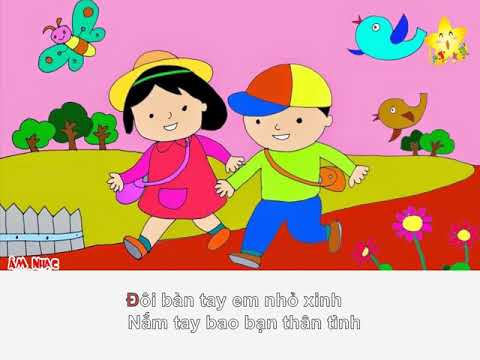 ÂM NHẠC
Đôi bàn tay em nhỏ xinh
Nắm tay bao bạn thân tình